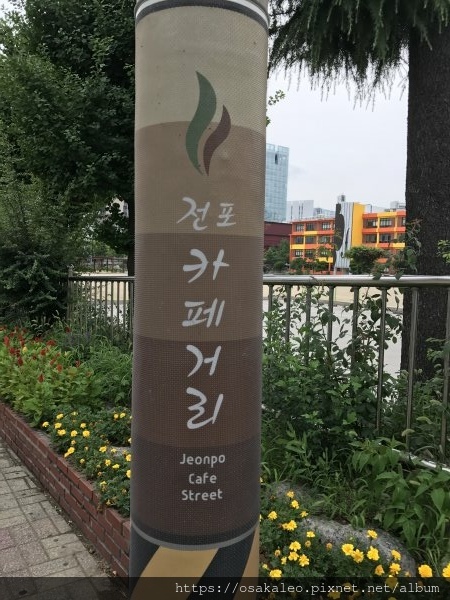 전포
카
페
거
리
Jeonpo
Cafe
Street
https://osakaleo.pixnet.net/album